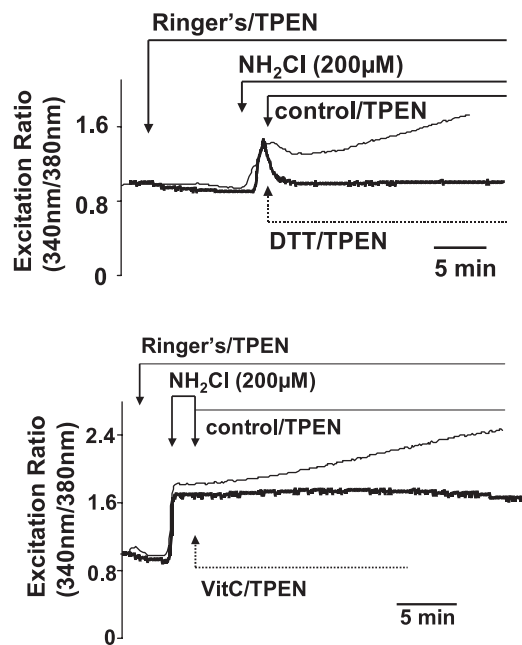 Ringer's/TPEN
NH₂Cl (200µM)
control/TPEN
Excitation Ratio
(340nm/380nm)
1.6
0.8
0
DTT/TPEN
5 min
Ringer's/TPEN
NH₂Cl (200µM)
control/TPEN
Excitation Ratio
(340nm/380nm)
2.4
1.6
0.8
0
VitC/TPEN
5 min